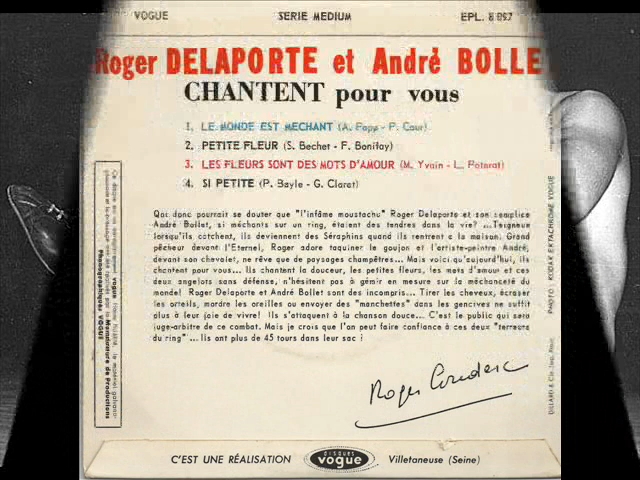 VOGUE SERIE MEDIUM EPL. 8 057
Roger DELAPORTE et André BOLLE
CHANTENT pour vous
1. LE MONDE EST MECHANT (A. Popp - P. Cour)
2. PETITE FLEUR (S. Bechet - F. Bonifay)
3. LES FLEURS SONT DES MOTS D'AMOUR (M. Yvain - L. Poterat)
4. SI PETITE (P. Bayle - G. Claret)
Qui donc pourrait se douter que "l'infâme moustachu" Roger Delaporte et son complice
André Bollet, si méchants sur un ring, étaient des tendres dans la vie? ...Teigneux
lorsqu'ils catchent, ils deviennent des Séraphins quand ils rentrent à la maison. Grand
pêcheur devant l'Eternel, Roger adore taquiner le goujon et l'artiste-peintre André,
devant son chevalet, ne rêve que de paysages champêtres... Mais voici qu'aujourd'hui, ils
chantent pour vous... Ils chantent la douceur, les petites fleurs, les mots d'amour et ces
deux angelots sans défense, n'hésitent pas à gémir en mesure sur la méchanceté du
monde! Roger Delaporte et André Bollet sont des incompris... Tirer les cheveux, écraser
les orteils, mordre les oreilles ou envoyer des "manchettes" dans les gencives ne suffit
plus à leur joie de vivre! Ils s'attaquent à la chanson douce... C'est le public qui sera
juge-arbitre de ce combat. Mais je crois que l'on peut faire confiance à ces deux "terreurs
du ring"... Ils ont plus de 45 tours dans leur sac!
Roger Couderc
C'EST UNE RÉALISATION disques vogue Villetaneuse (Seine)
Phonographiques VOGUE
PHOTO : KODAK EKTACHROME VOGUE
DILLARD & Cie. Imp. Paris